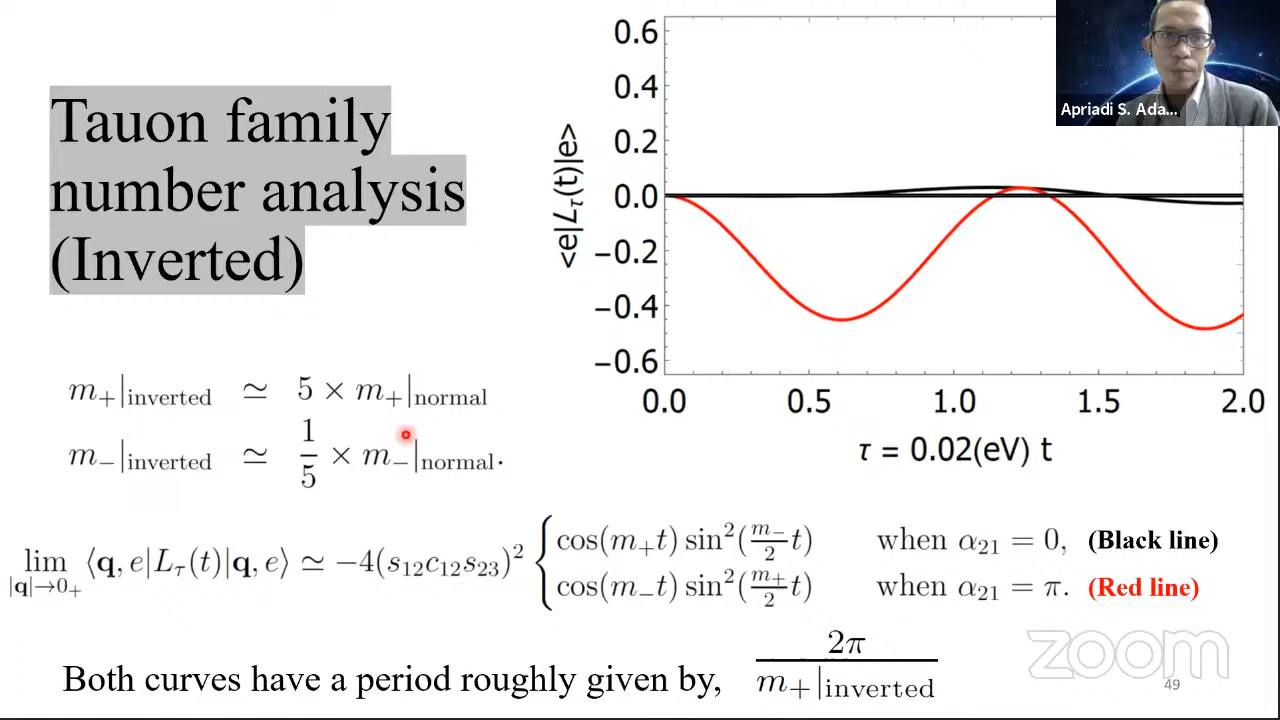 Tauon family
number analysis
(Inverted)
0.6
0.4
0.2
0.0
−0.2
−0.4
−0.6
<e|L_τ(t)|e>
0.0 0.5 1.0 1.5 2.0
τ = 0.02(eV) t
Apriadi S. Ada...
m₊|inverted ≃ 5 × m₊|normal
m₋|inverted ≃ 1/5 × m₋|normal.
lim |q|→0₊ ⟨q, e|L_τ(t)|q, e⟩ ≃ −4(s₁₂c₁₂s₂₃)² {
cos(m₊t) sin²(m₋/2 t) when α₂₁ = 0, (Black line)
cos(m₋t) sin²(m₊/2 t) when α₂₁ = π. (Red line)
Both curves have a period roughly given by, 2π / m₊|inverted
zoom
49